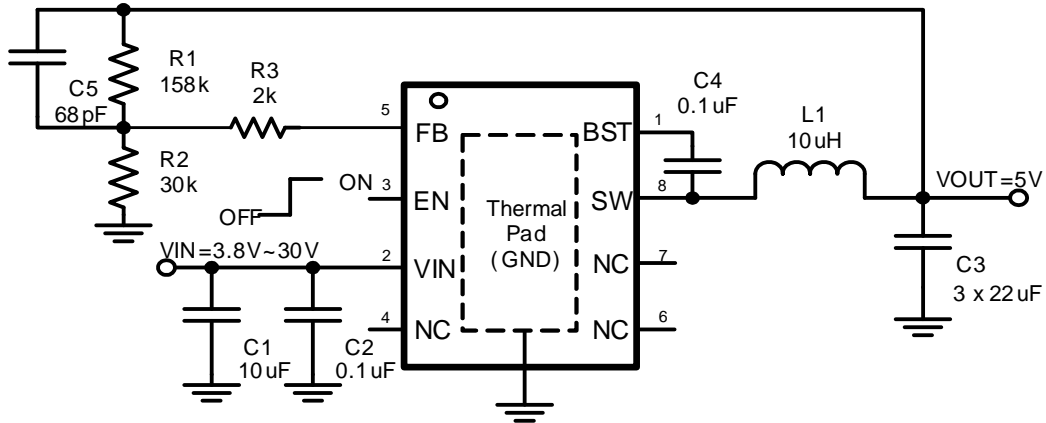 C5
68pF
R1
158k
R3
2k
R2
30k
5
FB
BST
1
C4
0.1uF
L1
10uH
OFF
ON
3
EN
SW
8
VOUT=5V
Thermal
Pad
(GND)
VIN=3.8V~30V
2
VIN
NC
7
C3
3 x 22uF
4
NC
NC
6
C1
10uF
C2
0.1uF